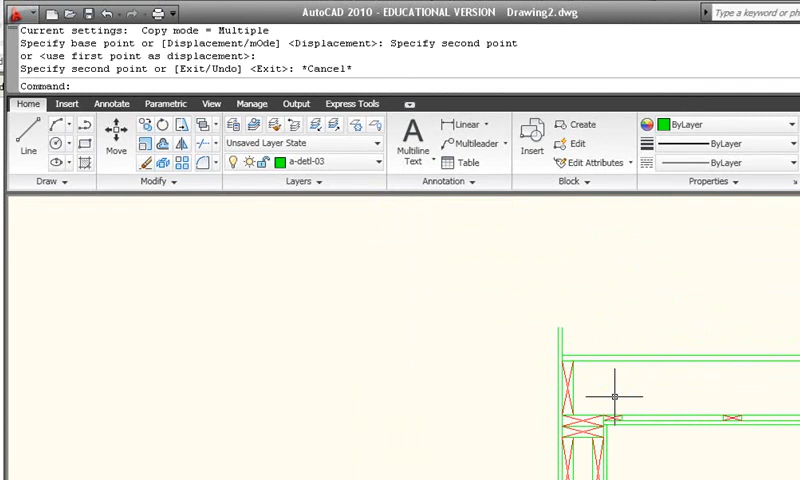 AutoCAD 2010 - EDUCATIONAL VERSION Drawing2.dwg
Type a keyword or ph
Current settings: Copy mode = Multiple
Specify base point or [Displacement/mOde] <Displacement>: Specify second point
or <use first point as displacement>:
Specify second point or [Exit/Undo] <Exit>: *Cancel*
Command:
Home Insert Annotate Parametric View Manage Output Express Tools
Line
Move
Unsaved Layer State
a-detl-03
A
Multiline
Text
Linear
Multileader
Table
Insert
Create
Edit
Edit Attributes
ByLayer
ByLayer
ByLayer
Draw Modify Layers Annotation Block Properties